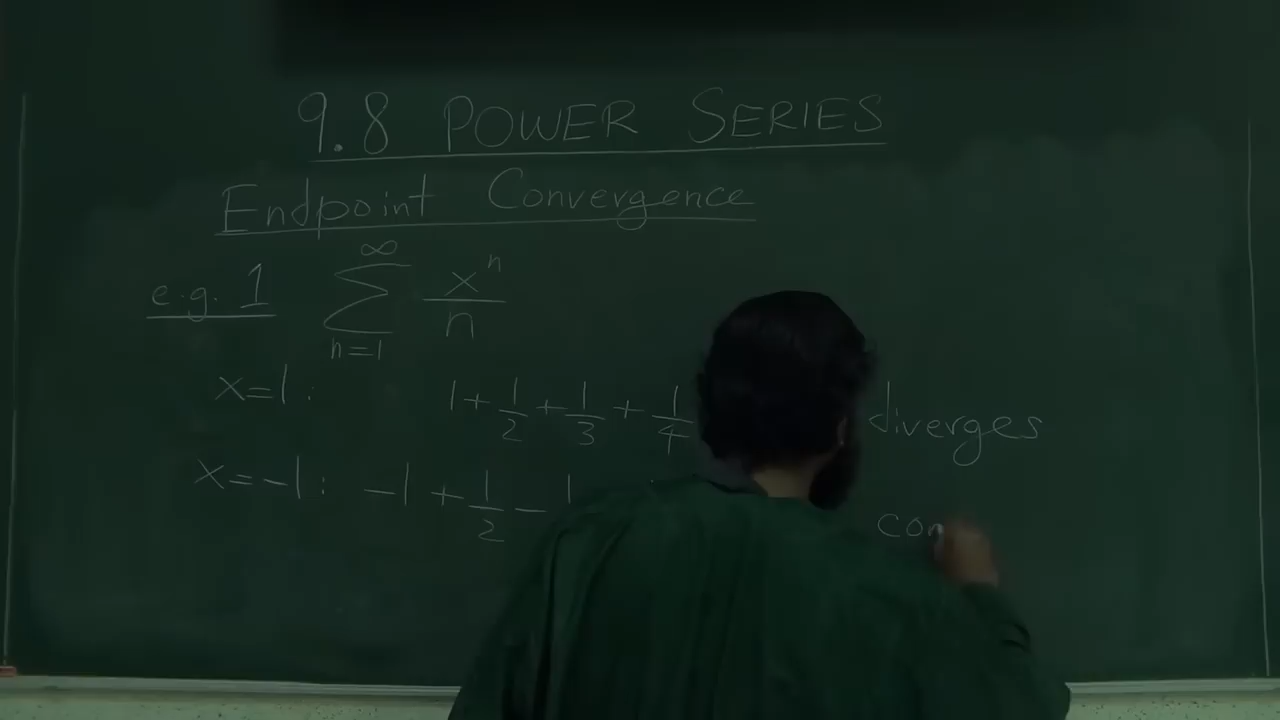 9.8 POWER SERIES
Endpoint Convergence
e.g. 1 ∑_{n=1}^{∞} x^n/n
x=1: 1 + 1/2 + 1/3 + 1/4 diverges
x=-1: -1 + 1/2 -